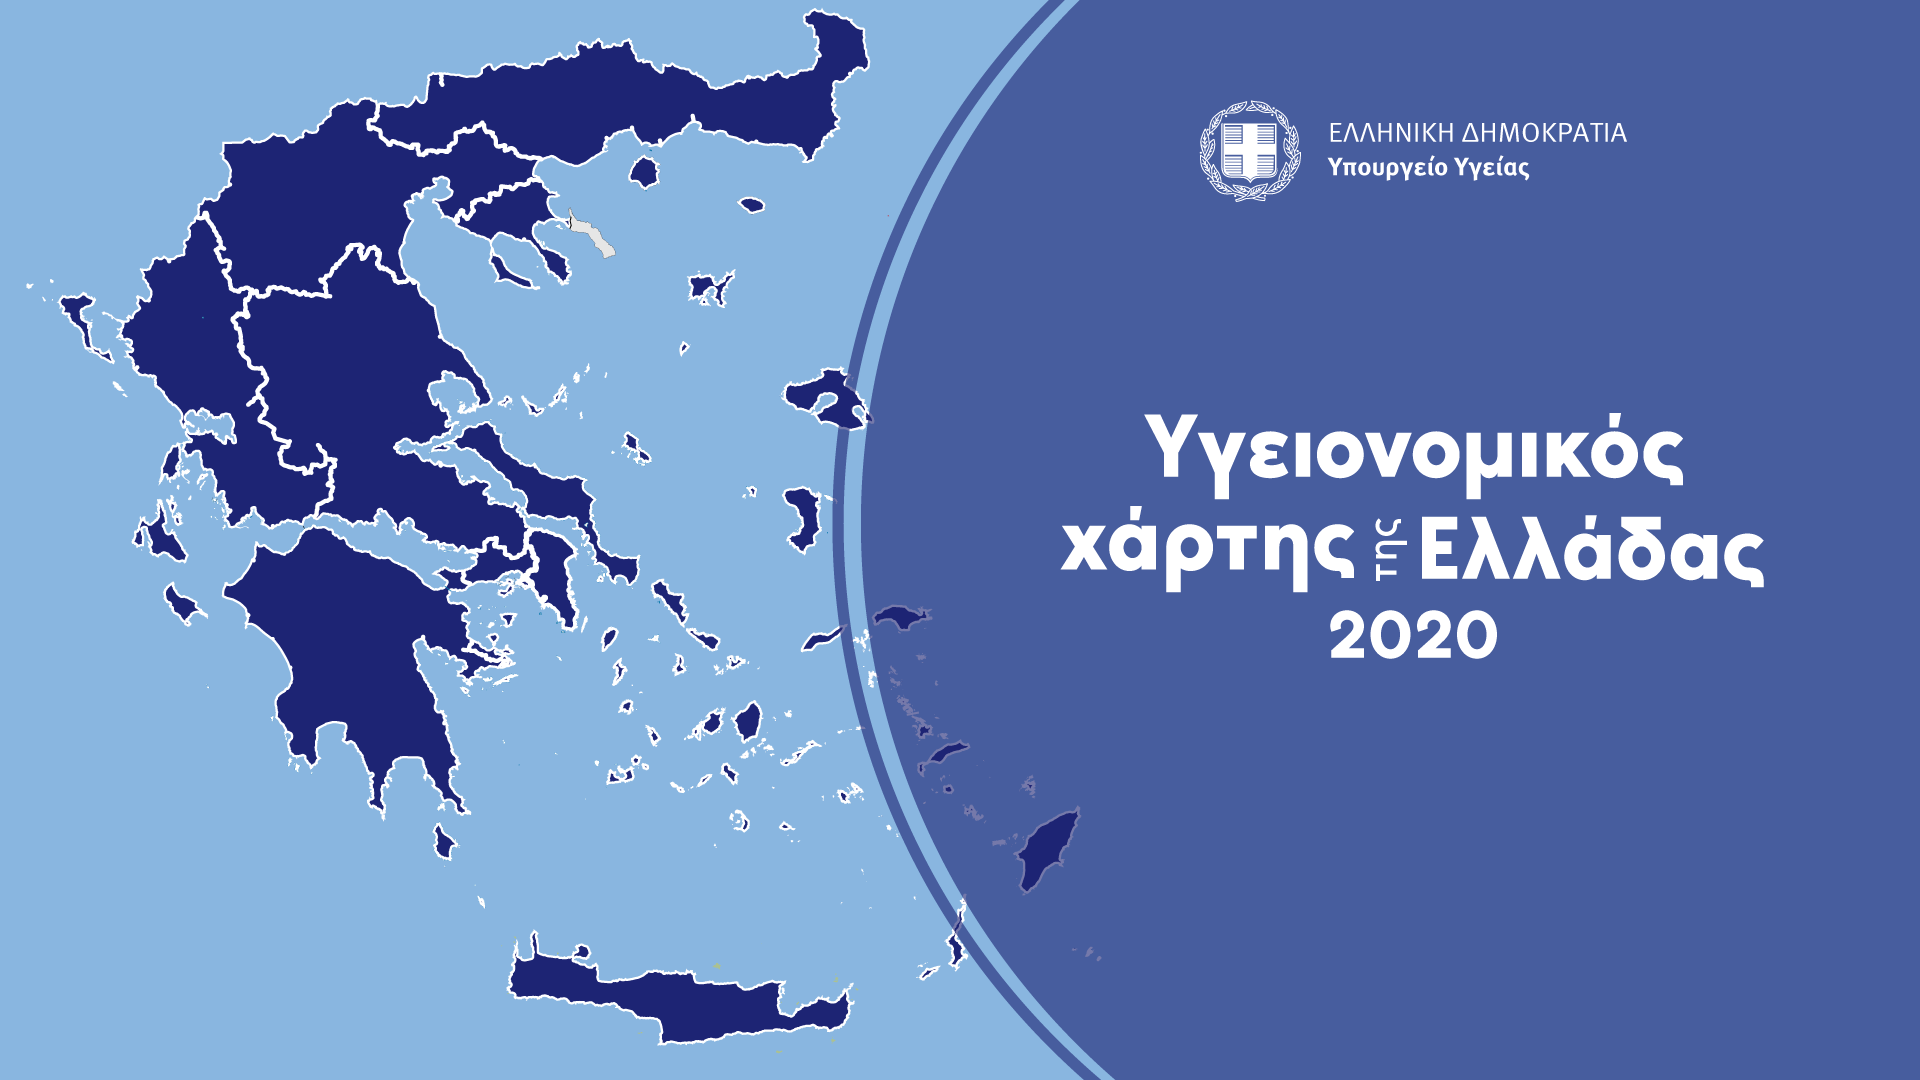 ΕΛΛΗΝΙΚΗ ΔΗΜΟΚΡΑΤΙΑ
Υπουργείο Υγείας
Υγειονομικός
χάρτης της Ελλάδας
2020